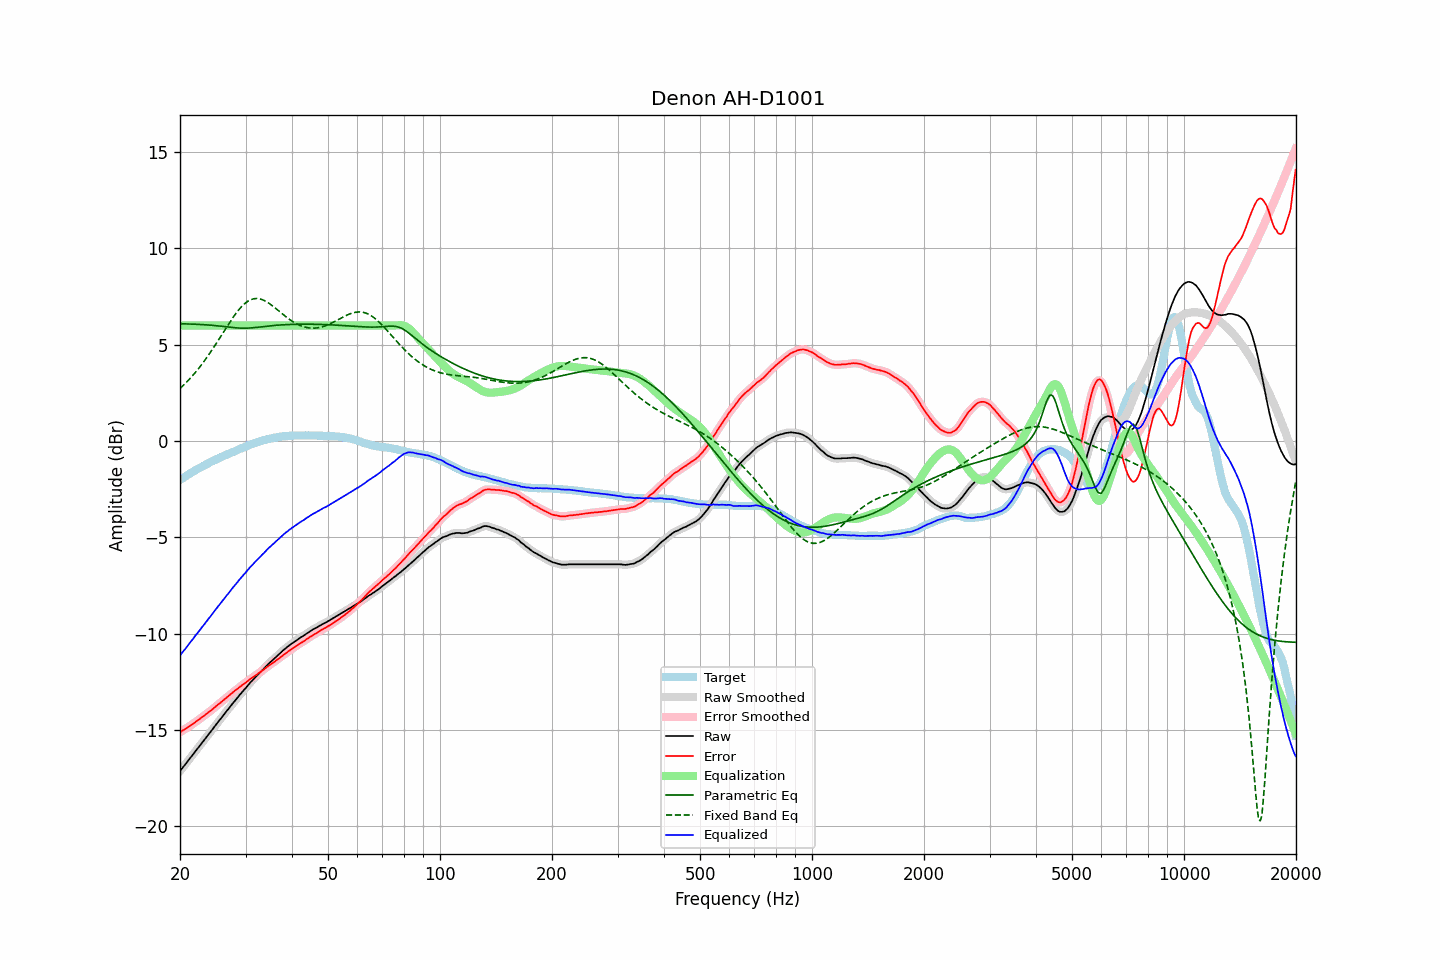 Denon AH-D1001
Amplitude (dBr)
15
10
5
0
−5
−10
−15
−20
20
50
100
200
500
1000
2000
5000
10000
20000
Frequency (Hz)
Target
Raw Smoothed
Error Smoothed
Raw
Error
Equalization
Parametric Eq
Fixed Band Eq
Equalized